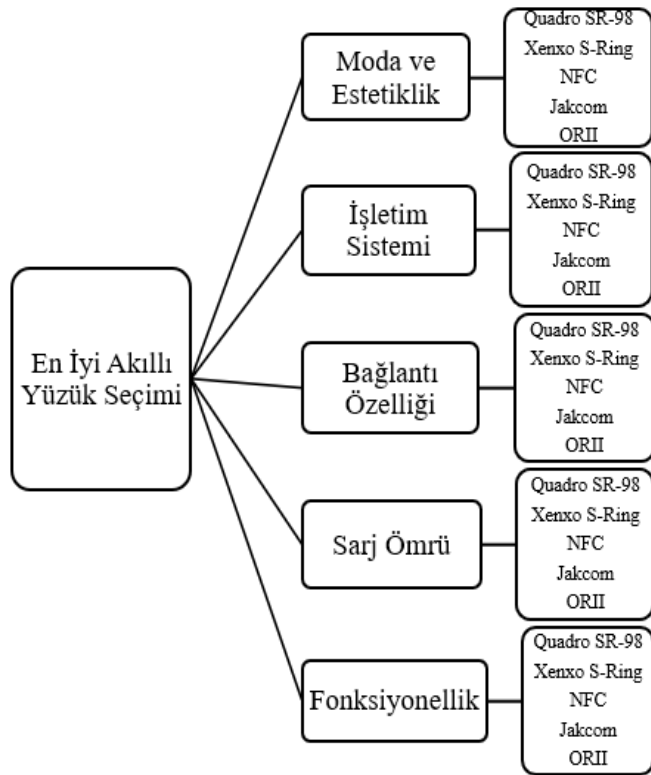 En İyi Akıllı
Yüzük Seçimi
Moda ve
Estetiklik
Quadro SR-98
Xenxo S-Ring
NFC
Jakcom
ORII
İşletim
Sistemi
Quadro SR-98
Xenxo S-Ring
NFC
Jakcom
ORII
Bağlantı
Özelliği
Quadro SR-98
Xenxo S-Ring
NFC
Jakcom
ORII
Sarj Ömrü
Quadro SR-98
Xenxo S-Ring
NFC
Jakcom
ORII
Fonksiyonellik
Quadro SR-98
Xenxo S-Ring
NFC
Jakcom
ORII